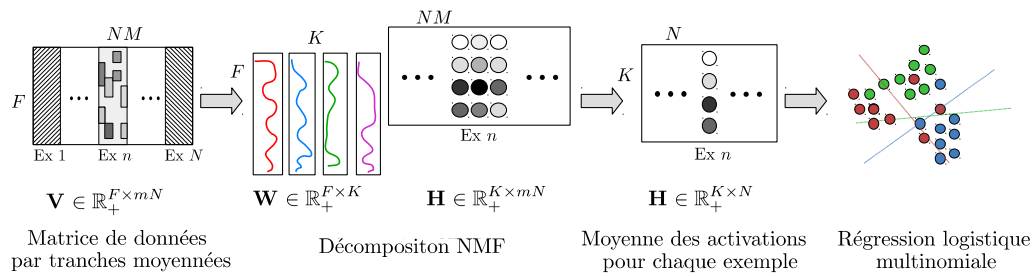 NM
F
Ex 1
Ex n
Ex N
V ∈ ℝ₊^{F×mN}
Matrice de données
par tranches moyennées
K
F
W ∈ ℝ₊^{F×K}
NM
Ex n
H ∈ ℝ₊^{K×mN}
Décompositon NMF
N
K
Ex n
H ∈ ℝ₊^{K×N}
Moyenne des activations
pour chaque exemple
Régression logistique
multinomiale